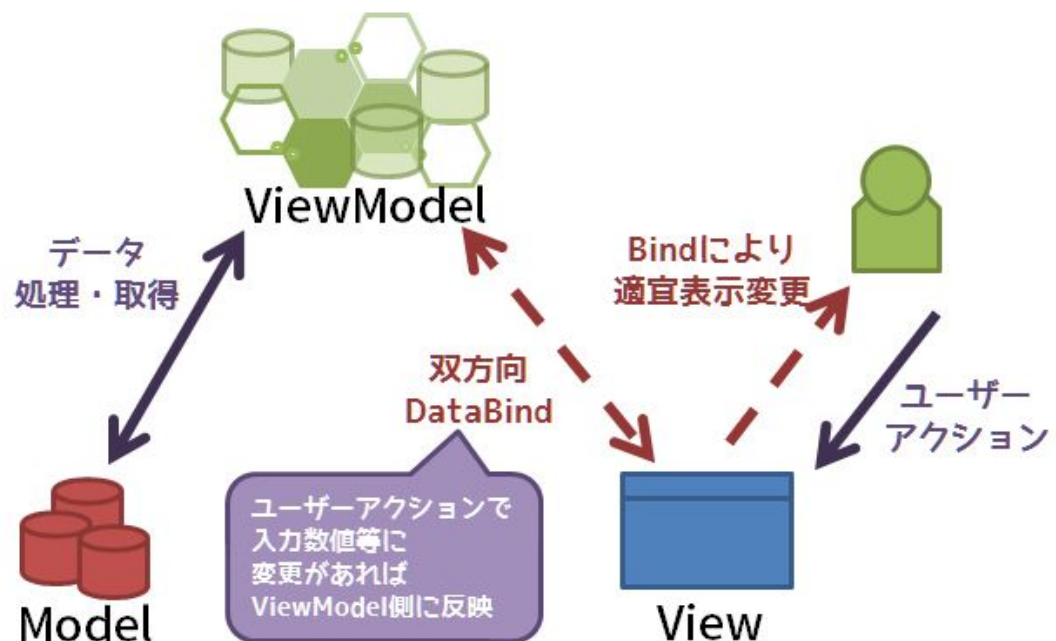 ViewModel
データ
処理・取得
Bindにより
適宜表示変更
双方向
DataBind
ユーザー
アクション
ユーザーアクションで
入力数値等に
変更があれば
ViewModel側に反映
Model
View